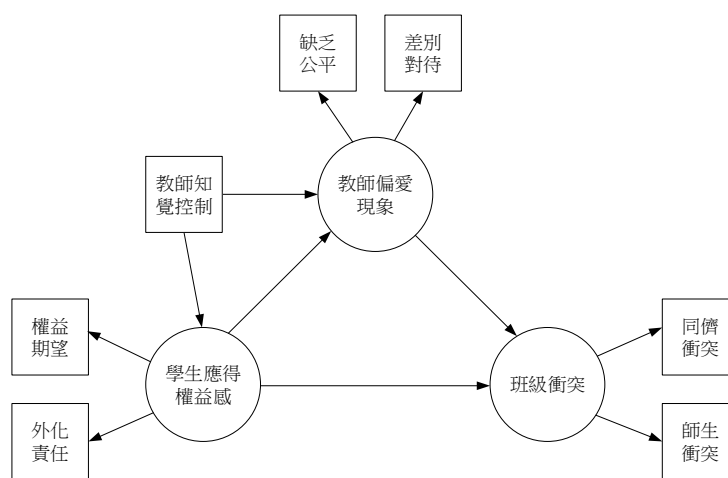 缺乏
公平
差別
對待
教師知
覺控制
教師偏愛
現象
權益
期望
學生應得
權益感
班級衝突
同儕
衝突
外化
責任
師生
衝突